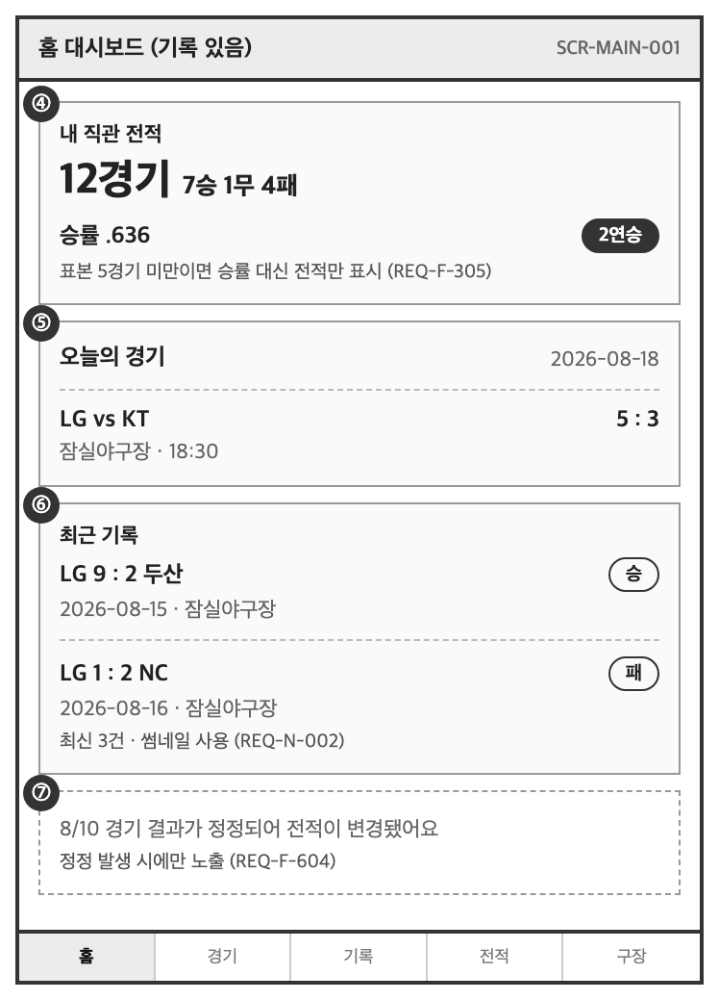 홈 대시보드 (기록 있음) SCR-MAIN-001
④
내 직관 전적
12경기 7승 1무 4패
승률 .636 2연승
표본 5경기 미만이면 승률 대신 전적만 표시 (REQ-F-305)
⑤
오늘의 경기 2026-08-18
LG vs KT 5 : 3
잠실야구장 · 18:30
⑥
최근 기록
LG 9 : 2 두산 승
2026-08-15 · 잠실야구장
LG 1 : 2 NC 패
2026-08-16 · 잠실야구장
최신 3건 · 썸네일 사용 (REQ-N-002)
⑦
8/10 경기 결과가 정정되어 전적이 변경됐어요
정정 발생 시에만 노출 (REQ-F-604)
홈 경기 기록 전적 구장